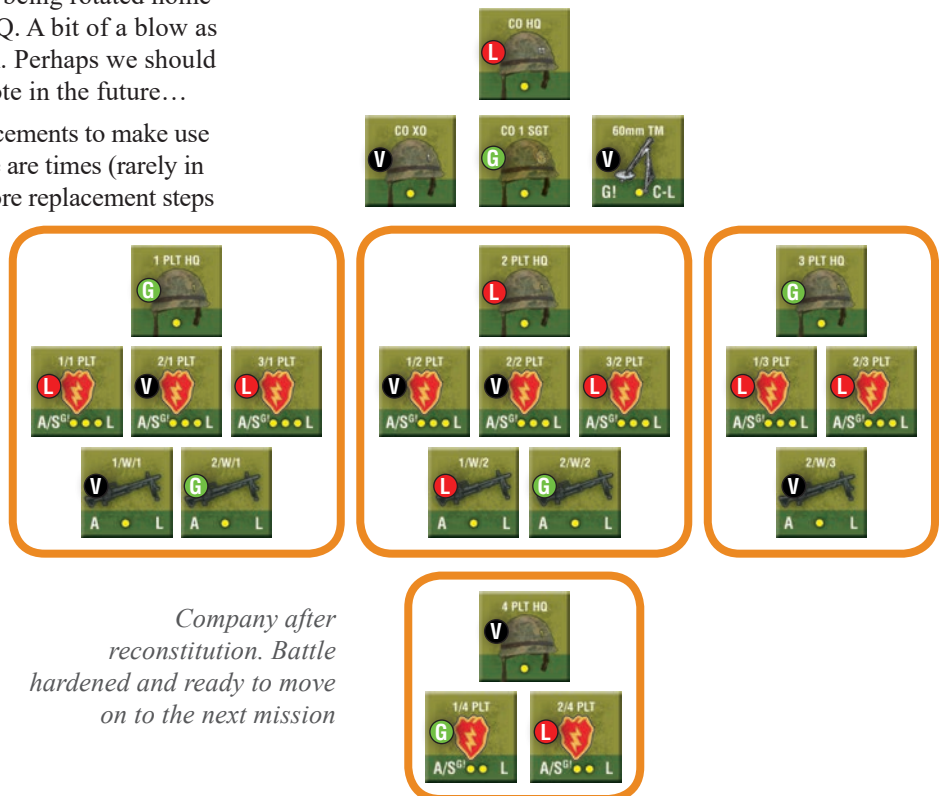 being rotated home
Q. A bit of a blow as
. Perhaps we should
ote in the future…
cements to make use
are times (rarely in
ore replacement steps
CO HQ
L
CO XO
V
CO 1 SGT
G
60mm TM
V
G! C-L
1 PLT HQ
G
1/1 PLT
L
A/S G! L
2/1 PLT
V
A/S G! L
3/1 PLT
L
A/S G! L
1/W/1
V
A L
2/W/1
G
A L
2 PLT HQ
L
1/2 PLT
V
A/S G! L
2/2 PLT
V
A/S G! L
3/2 PLT
L
A/S G! L
1/W/2
L
A L
2/W/2
G
A L
3 PLT HQ
G
1/3 PLT
L
A/S G! L
2/3 PLT
L
A/S G! L
2/W/3
V
A L
Company after
reconstitution. Battle
hardened and ready to move
on to the next mission
4 PLT HQ
V
1/4 PLT
G
A/S G! L
2/4 PLT
L
A/S G! L